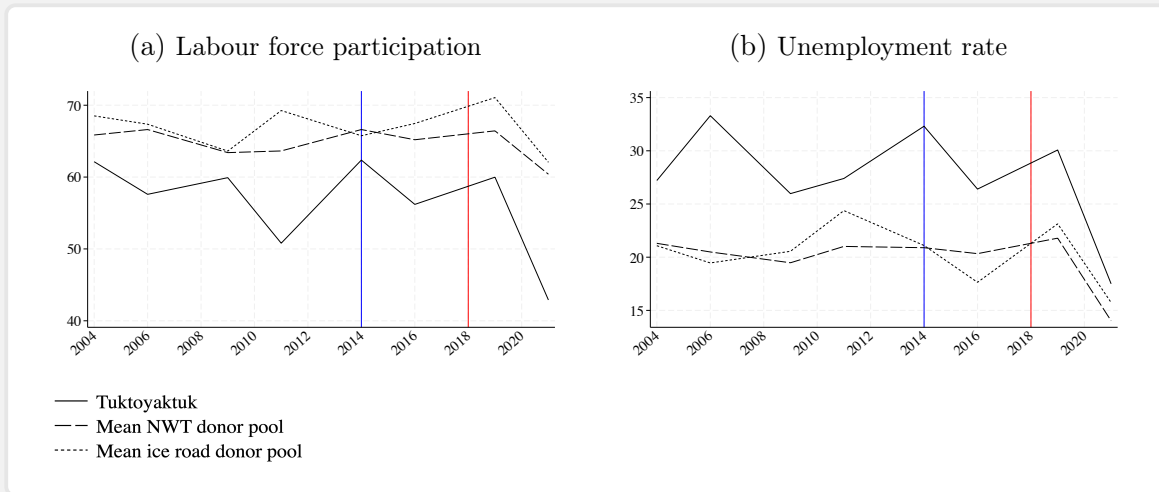 (a) Labour force participation
70
60
50
40
2004 2006 2008 2010 2012 2014 2016 2018 2020
(b) Unemployment rate
35
30
25
20
15
2004 2006 2008 2010 2012 2014 2016 2018 2020
Tuktoyaktuk
Mean NWT donor pool
Mean ice road donor pool